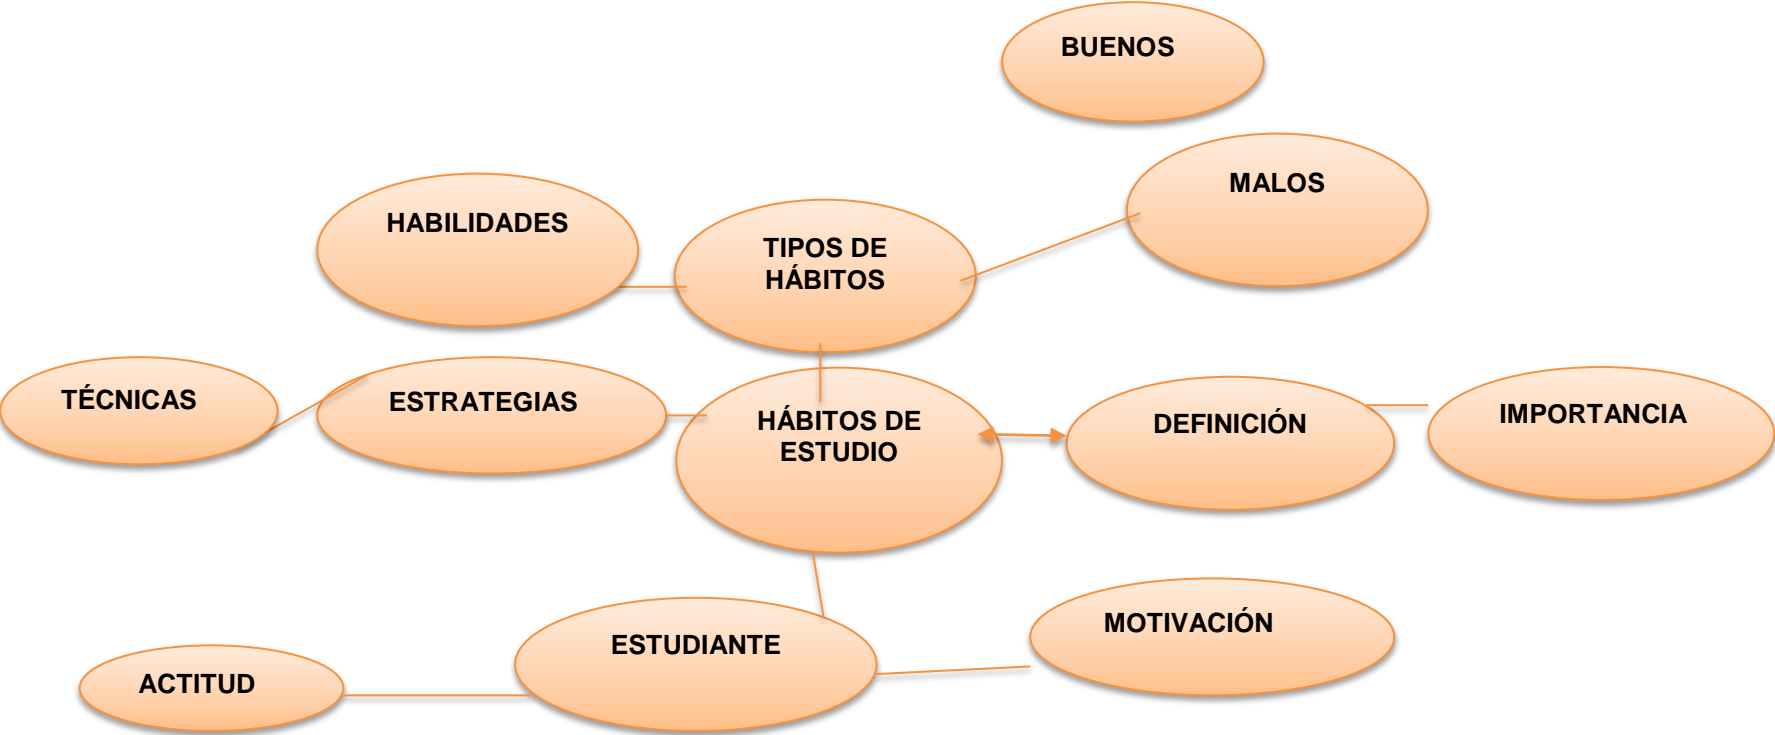 BUENOS
MALOS
HABILIDADES
TIPOS DE
HÁBITOS
TÉCNICAS
ESTRATEGIAS
HÁBITOS DE
ESTUDIO
DEFINICIÓN
IMPORTANCIA
ESTUDIANTE
MOTIVACIÓN
ACTITUD